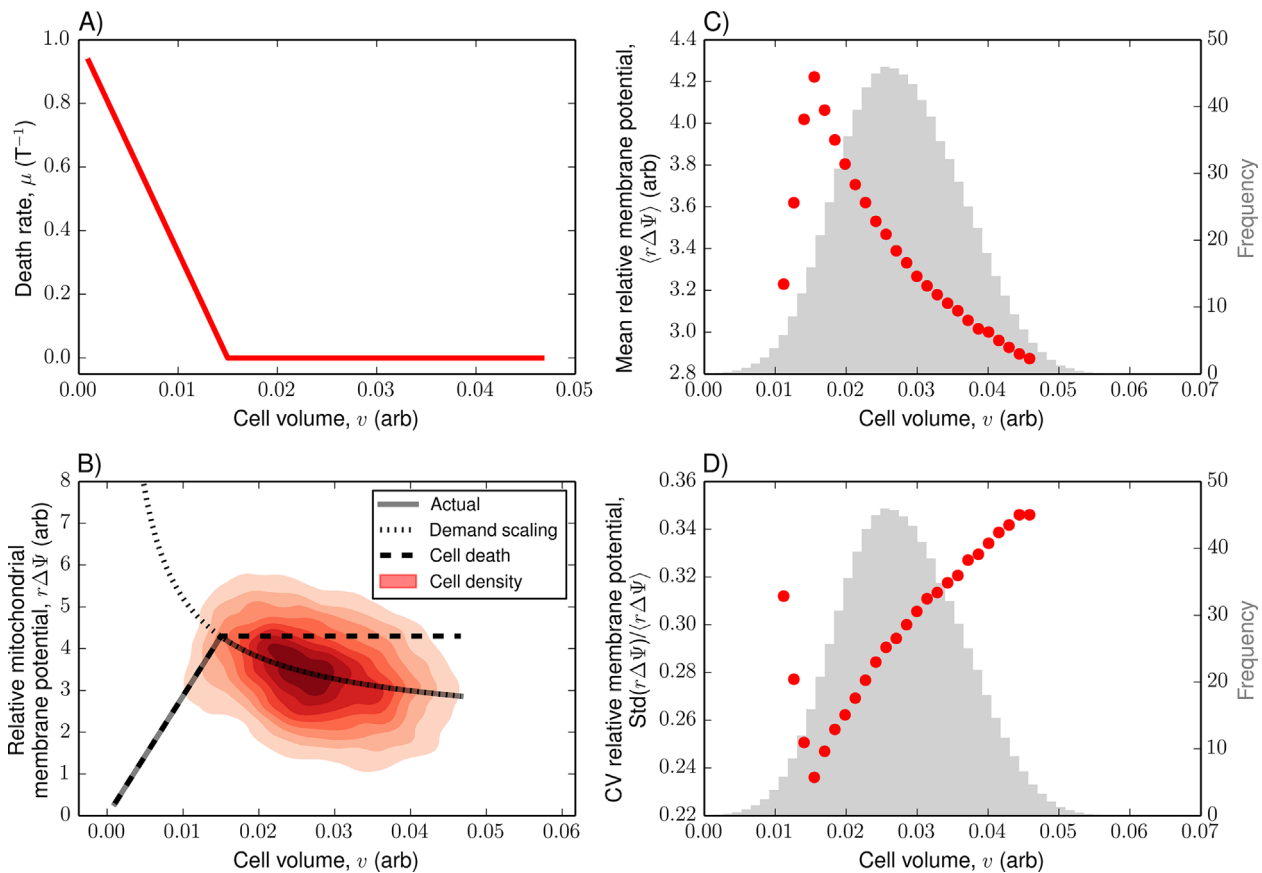 A)
1.0
0.8
0.6
0.4
0.2
0.0
Death rate, μ (T⁻¹)
0.00 0.01 0.02 0.03 0.04 0.05
Cell volume, v (arb)
C)
4.4
4.2
4.0
3.8
3.6
3.4
3.2
3.0
2.8
Mean relative membrane potential,
⟨rΔΨ⟩ (arb)
50
40
30
20
10
0
Frequency
0.00 0.01 0.02 0.03 0.04 0.05 0.06 0.07
Cell volume, v (arb)
B)
8
7
6
5
4
3
2
1
0
Relative mitochondrial
membrane potential, rΔΨ (arb)
Actual
Demand scaling
Cell death
Cell density
0.00 0.01 0.02 0.03 0.04 0.05 0.06
Cell volume, v (arb)
D)
0.36
0.34
0.32
0.30
0.28
0.26
0.24
0.22
CV relative membrane potential,
Std(rΔΨ)/⟨rΔΨ⟩
50
40
30
20
10
0
Frequency
0.00 0.01 0.02 0.03 0.04 0.05 0.06 0.07
Cell volume, v (arb)